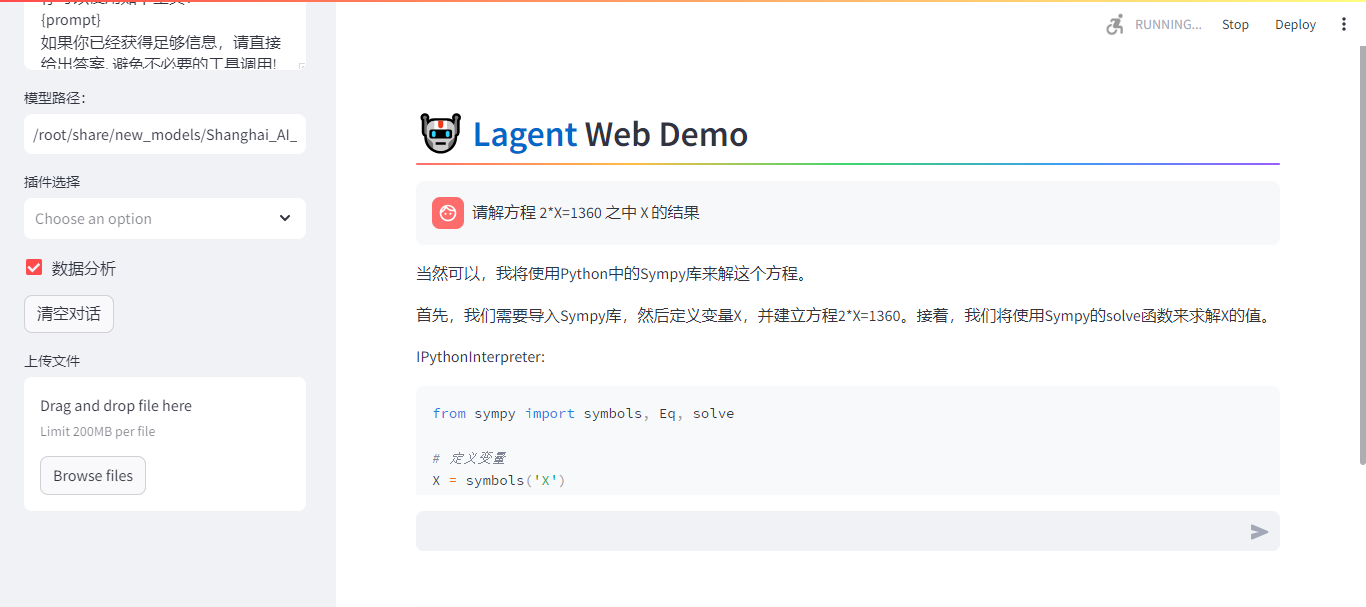 {prompt}
如果你已经获得足够信息，请直接
给出答案. 避免不必要的工具调用!
模型路径：
/root/share/new_models/Shanghai_AI_
插件选择
Choose an option
数据分析
清空对话
上传文件
Drag and drop file here
Limit 200MB per file
Browse files
RUNNING...
Stop
Deploy
Lagent Web Demo
请解方程 2*X=1360 之中 X 的结果
当然可以，我将使用Python中的Sympy库来解这个方程。
首先，我们需要导入Sympy库，然后定义变量X，并建立方程2*X=1360。接着，我们将使用Sympy的solve函数来求解X的值。
IPythonInterpreter:
from sympy import symbols, Eq, solve
# 定义变量
X = symbols('X')